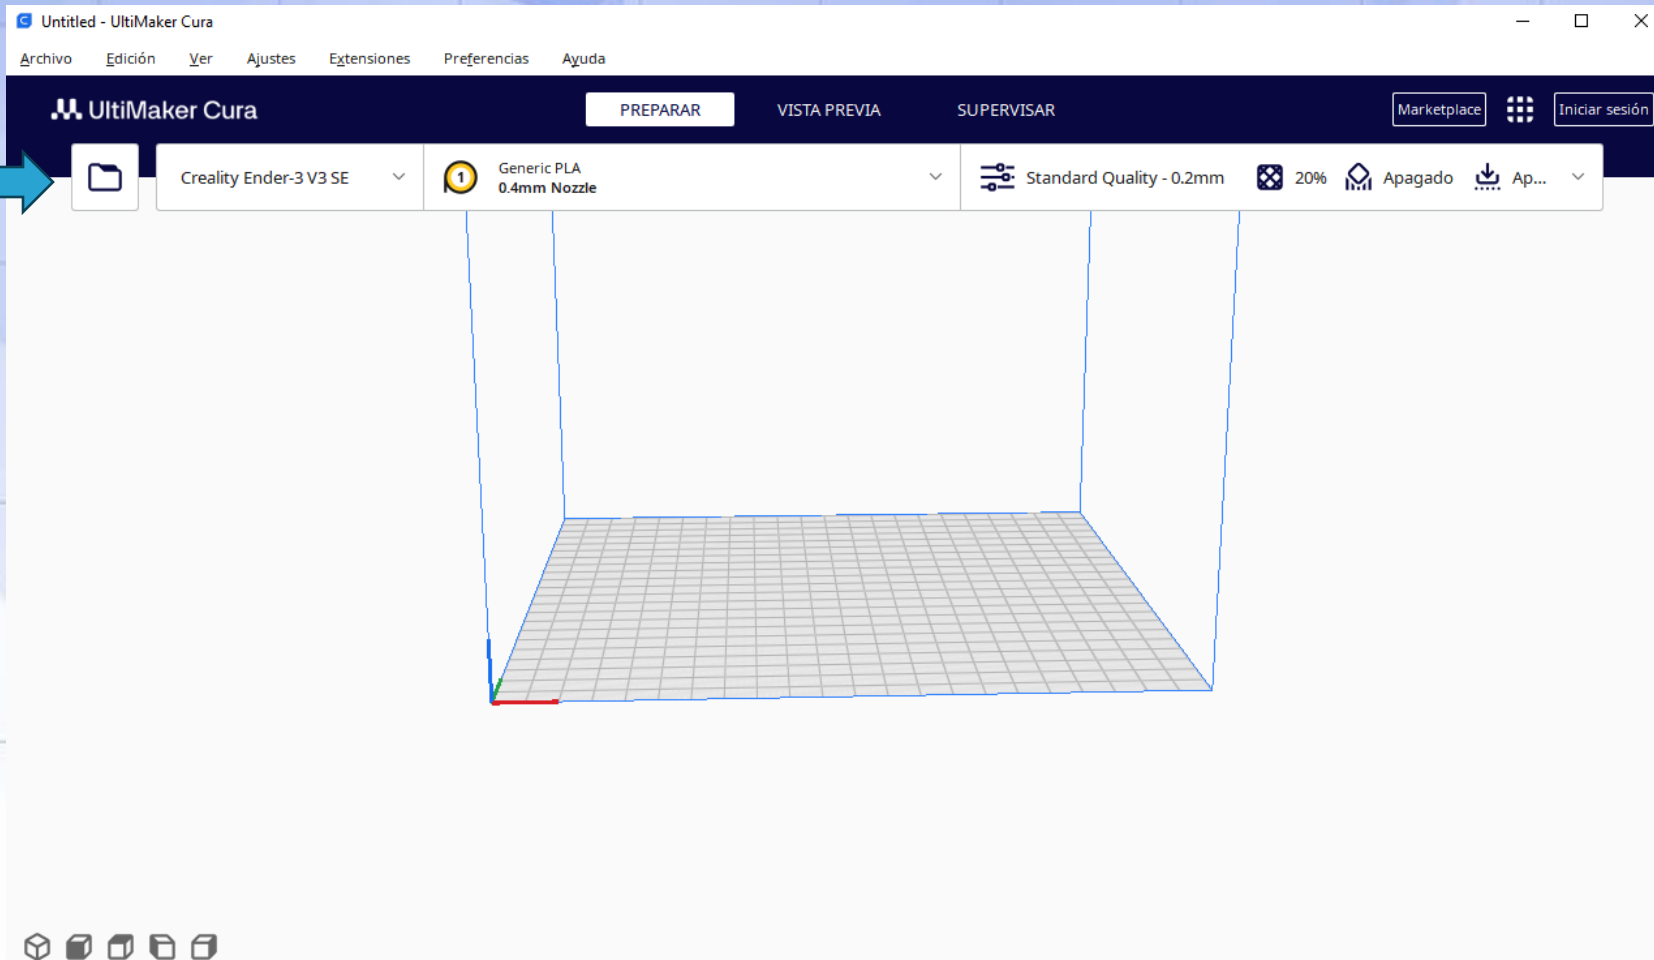 Untitled - UltiMaker Cura
Archivo Edición Ver Ajustes Extensiones Preferencias Ayuda
UltiMaker Cura PREPARAR VISTA PREVIA SUPERVISAR Marketplace Iniciar sesión
Creality Ender-3 V3 SE
1
Generic PLA
0.4mm Nozzle
Standard Quality - 0.2mm 20% Apagado Ap...